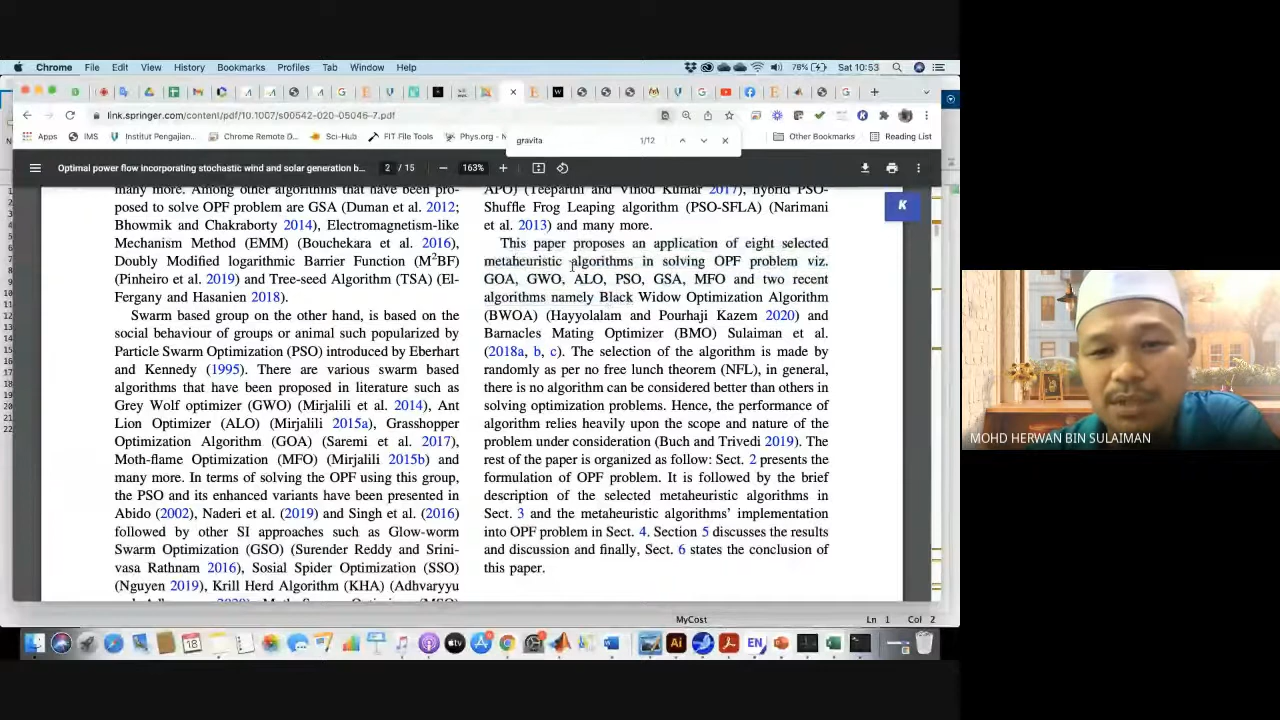 Chrome File Edit View History Bookmarks Profiles Tab Window Help 78% Sat 10:53
link.springer.com/content/pdf/10.1007/s00542-020-05046-7.pdf
Apps IMS Institut Pengajian... Chrome Remote D... Sci-Hub FIT File Tools Phys.org - Other Bookmarks Reading List
gravita 1/12
Optimal power flow incorporating stochastic wind and solar generation b... 2 / 15 163%
many more. Among other algorithms that have been pro-
posed to solve OPF problem are GSA (Duman et al. 2012;
Bhowmik and Chakraborty 2014), Electromagnetism-like
Mechanism Method (EMM) (Bouchekara et al. 2016),
Doubly Modified logarithmic Barrier Function (M²BF)
(Pinheiro et al. 2019) and Tree-seed Algorithm (TSA) (El-
Fergany and Hasanien 2018).
Swarm based group on the other hand, is based on the
social behaviour of groups or animal such popularized by
Particle Swarm Optimization (PSO) introduced by Eberhart
and Kennedy (1995). There are various swarm based
algorithms that have been proposed in literature such as
Grey Wolf optimizer (GWO) (Mirjalili et al. 2014), Ant
Lion Optimizer (ALO) (Mirjalili 2015a), Grasshopper
Optimization Algorithm (GOA) (Saremi et al. 2017),
Moth-flame Optimization (MFO) (Mirjalili 2015b) and
many more. In terms of solving the OPF using this group,
the PSO and its enhanced variants have been presented in
Abido (2002), Naderi et al. (2019) and Singh et al. (2016)
followed by other SI approaches such as Glow-worm
Swarm Optimization (GSO) (Surender Reddy and Srini-
vasa Rathnam 2016), Sosial Spider Optimization (SSO)
(Nguyen 2019), Krill Herd Algorithm (KHA) (Adhvaryyu
APO) (Teeparthi and Vinod Kumar 2017), hybrid PSO-
Shuffle Frog Leaping algorithm (PSO-SFLA) (Narimani
et al. 2013) and many more.
This paper proposes an application of eight selected
metaheuristic algorithms in solving OPF problem viz.
GOA, GWO, ALO, PSO, GSA, MFO and two recent
algorithms namely Black Widow Optimization Algorithm
(BWOA) (Hayyolalam and Pourhaji Kazem 2020) and
Barnacles Mating Optimizer (BMO) Sulaiman et al.
(2018a, b, c). The selection of the algorithm is made by
randomly as per no free lunch theorem (NFL), in general,
there is no algorithm can be considered better than others in
solving optimization problems. Hence, the performance of
algorithm relies heavily upon the scope and nature of the
problem under consideration (Buch and Trivedi 2019). The
rest of the paper is organized as follow: Sect. 2 presents the
formulation of OPF problem. It is followed by the brief
description of the selected metaheuristic algorithms in
Sect. 3 and the metaheuristic algorithms' implementation
into OPF problem in Sect. 4. Section 5 discusses the results
and discussion and finally, Sect. 6 states the conclusion of
this paper.
K
MyCost Ln 1 Col 2
MOHD HERWAN BIN SULAIMAN